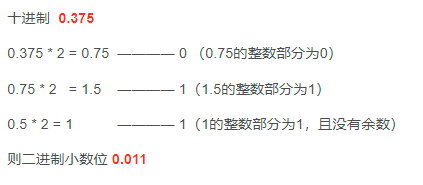 十进制 0.375
0.375 * 2 = 0.75 ———— 0 （0.75的整数部分为0）
0.75 * 2 = 1.5 ———— 1（1.5的整数部分为1）
0.5 * 2 = 1 ———— 1（1的整数部分为1，且没有余数）
则二进制小数位 0.011